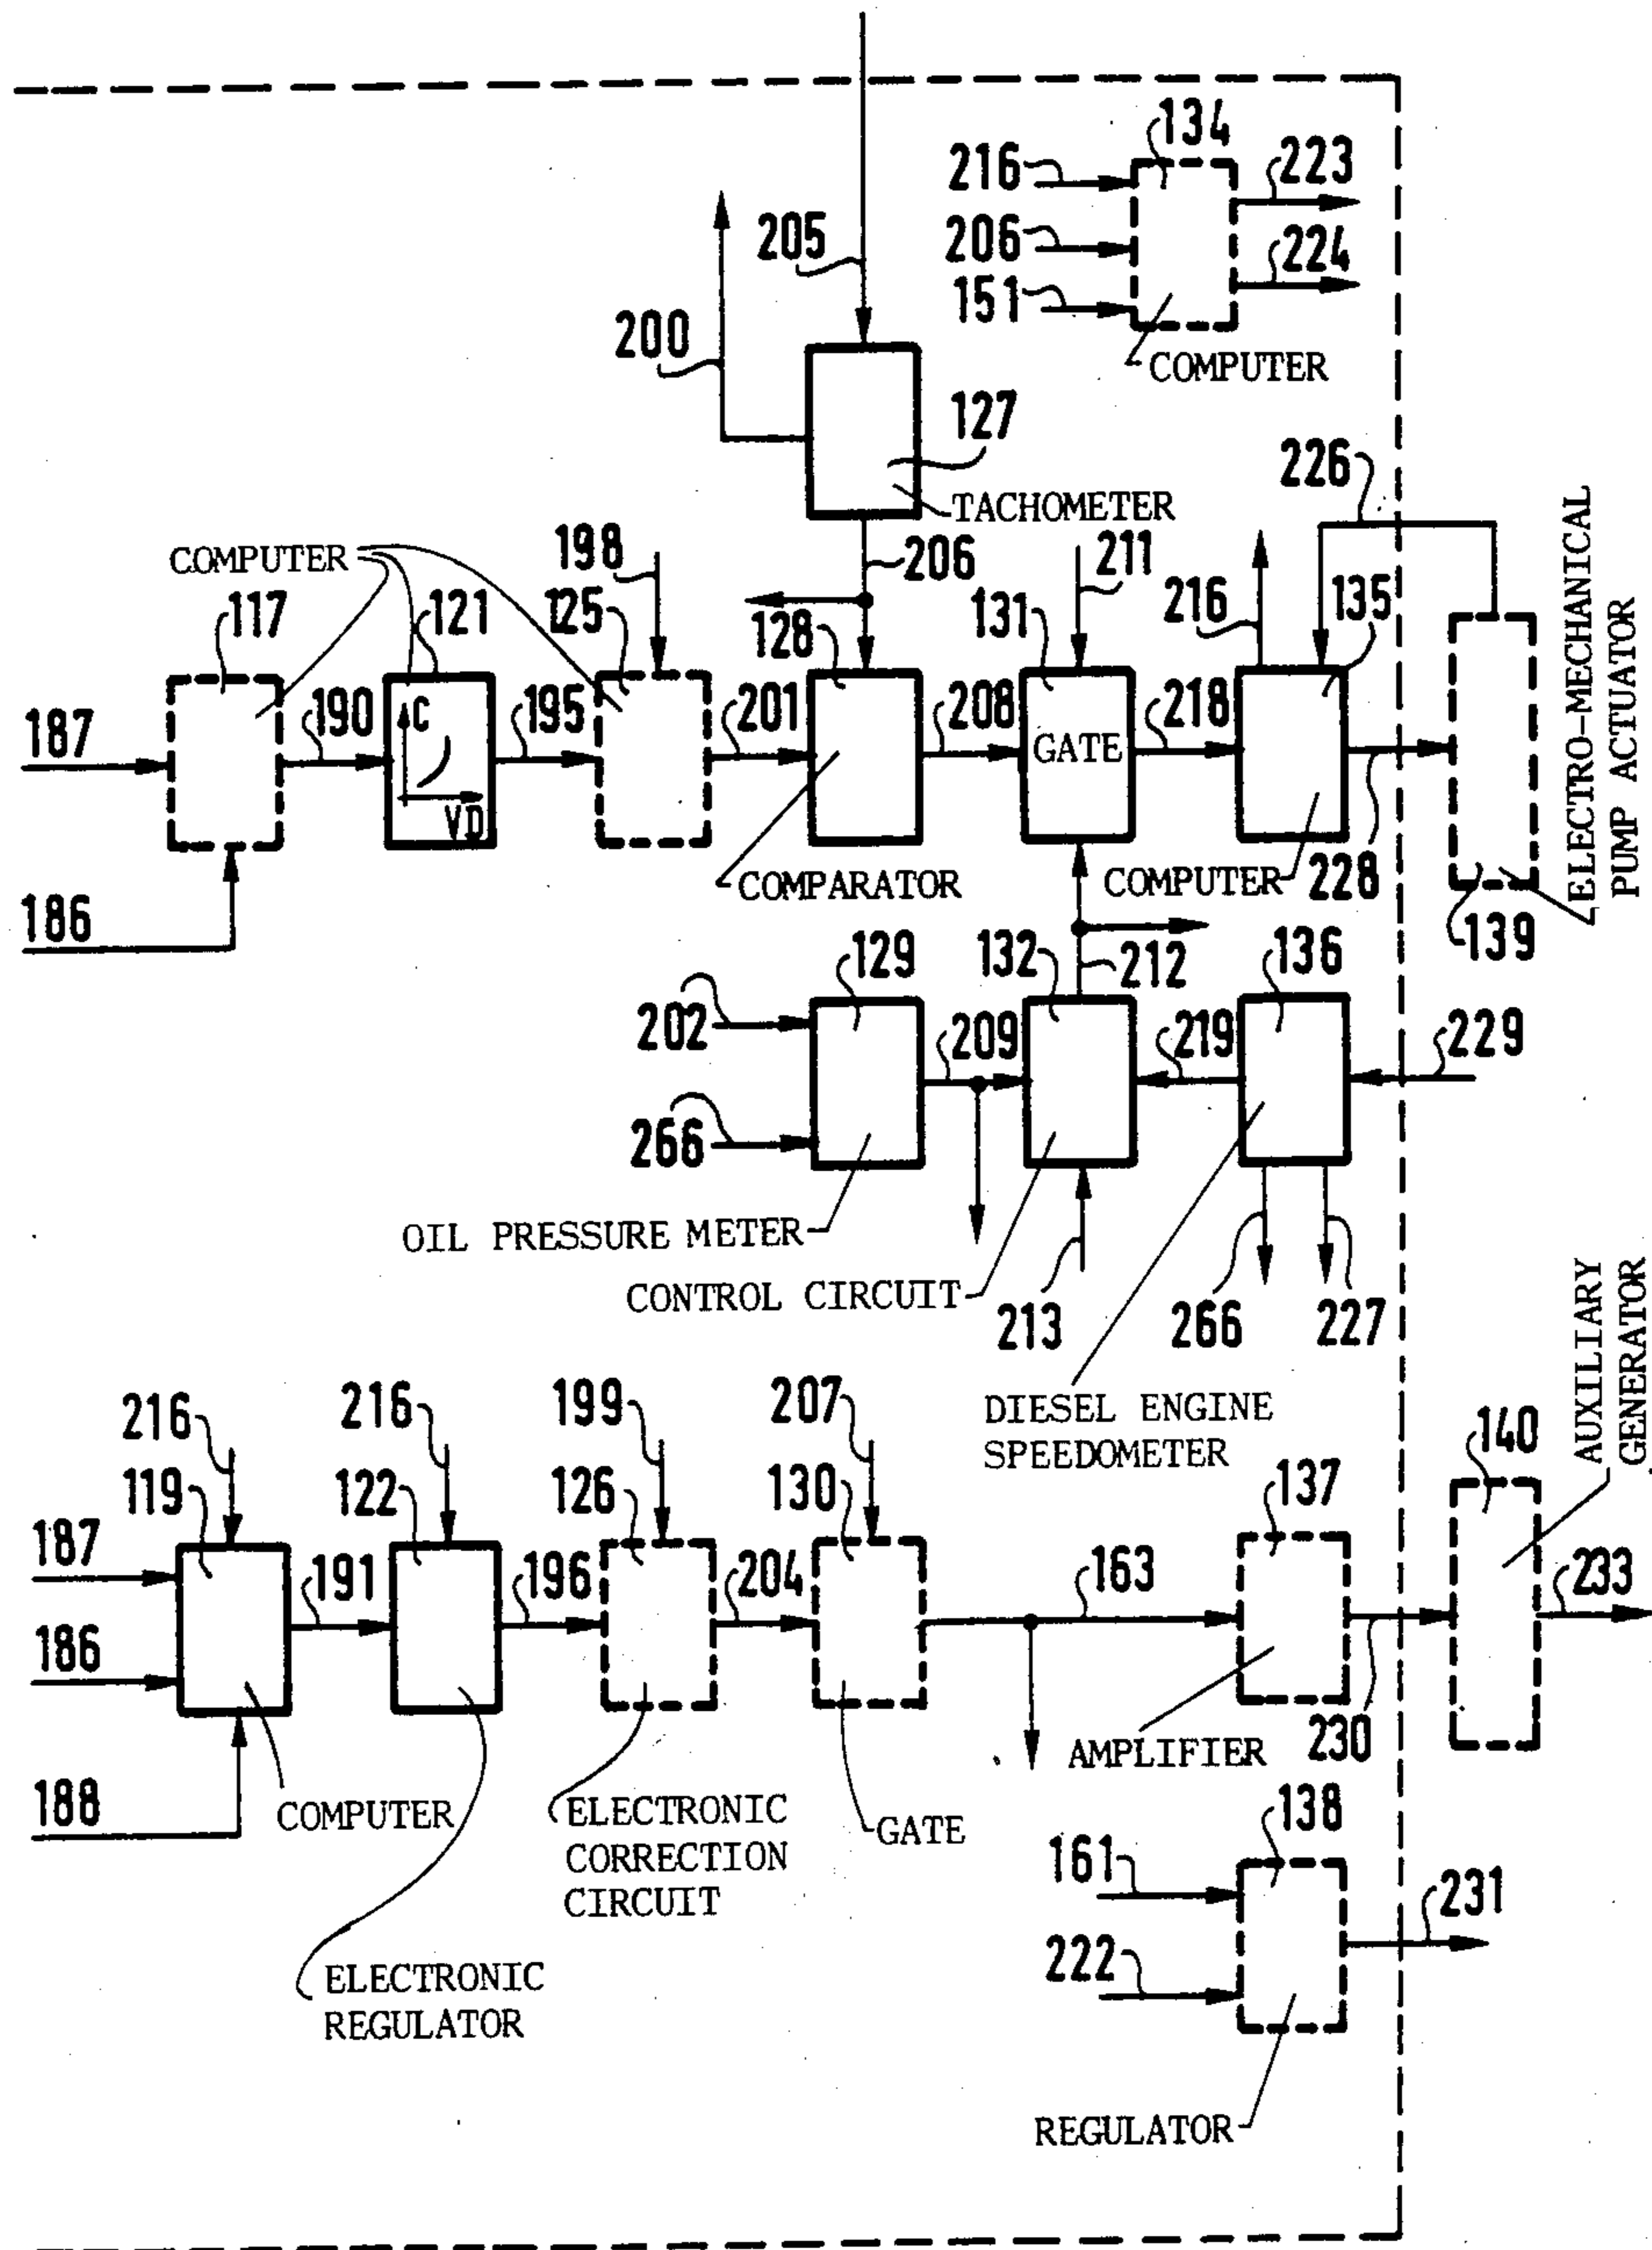 134
216
223
206
205
224
151
200
COMPUTER
127
226
TACHOMETER
COMPUTER
198
206
211
117
121
125
128
131
216
135
187
190
C
195
201
208
GATE
218
VD
ELECTRO-MECHANICAL
PUMP ACTUATOR
COMPARATOR
COMPUTER
228
186
139
129
132
212
136
202
209
219
229
266
OIL PRESSURE METER
CONTROL CIRCUIT
213
266
227
AUXILIARY
GENERATOR
216
216
199
207
DIESEL ENGINE
SPEEDOMETER
140
119
122
126
130
137
187
191
196
204
163
233
186
AMPLIFIER
230
188
COMPUTER
ELECTRONIC
CORRECTION
CIRCUIT
GATE
138
161
231
222
ELECTRONIC
REGULATOR
REGULATOR